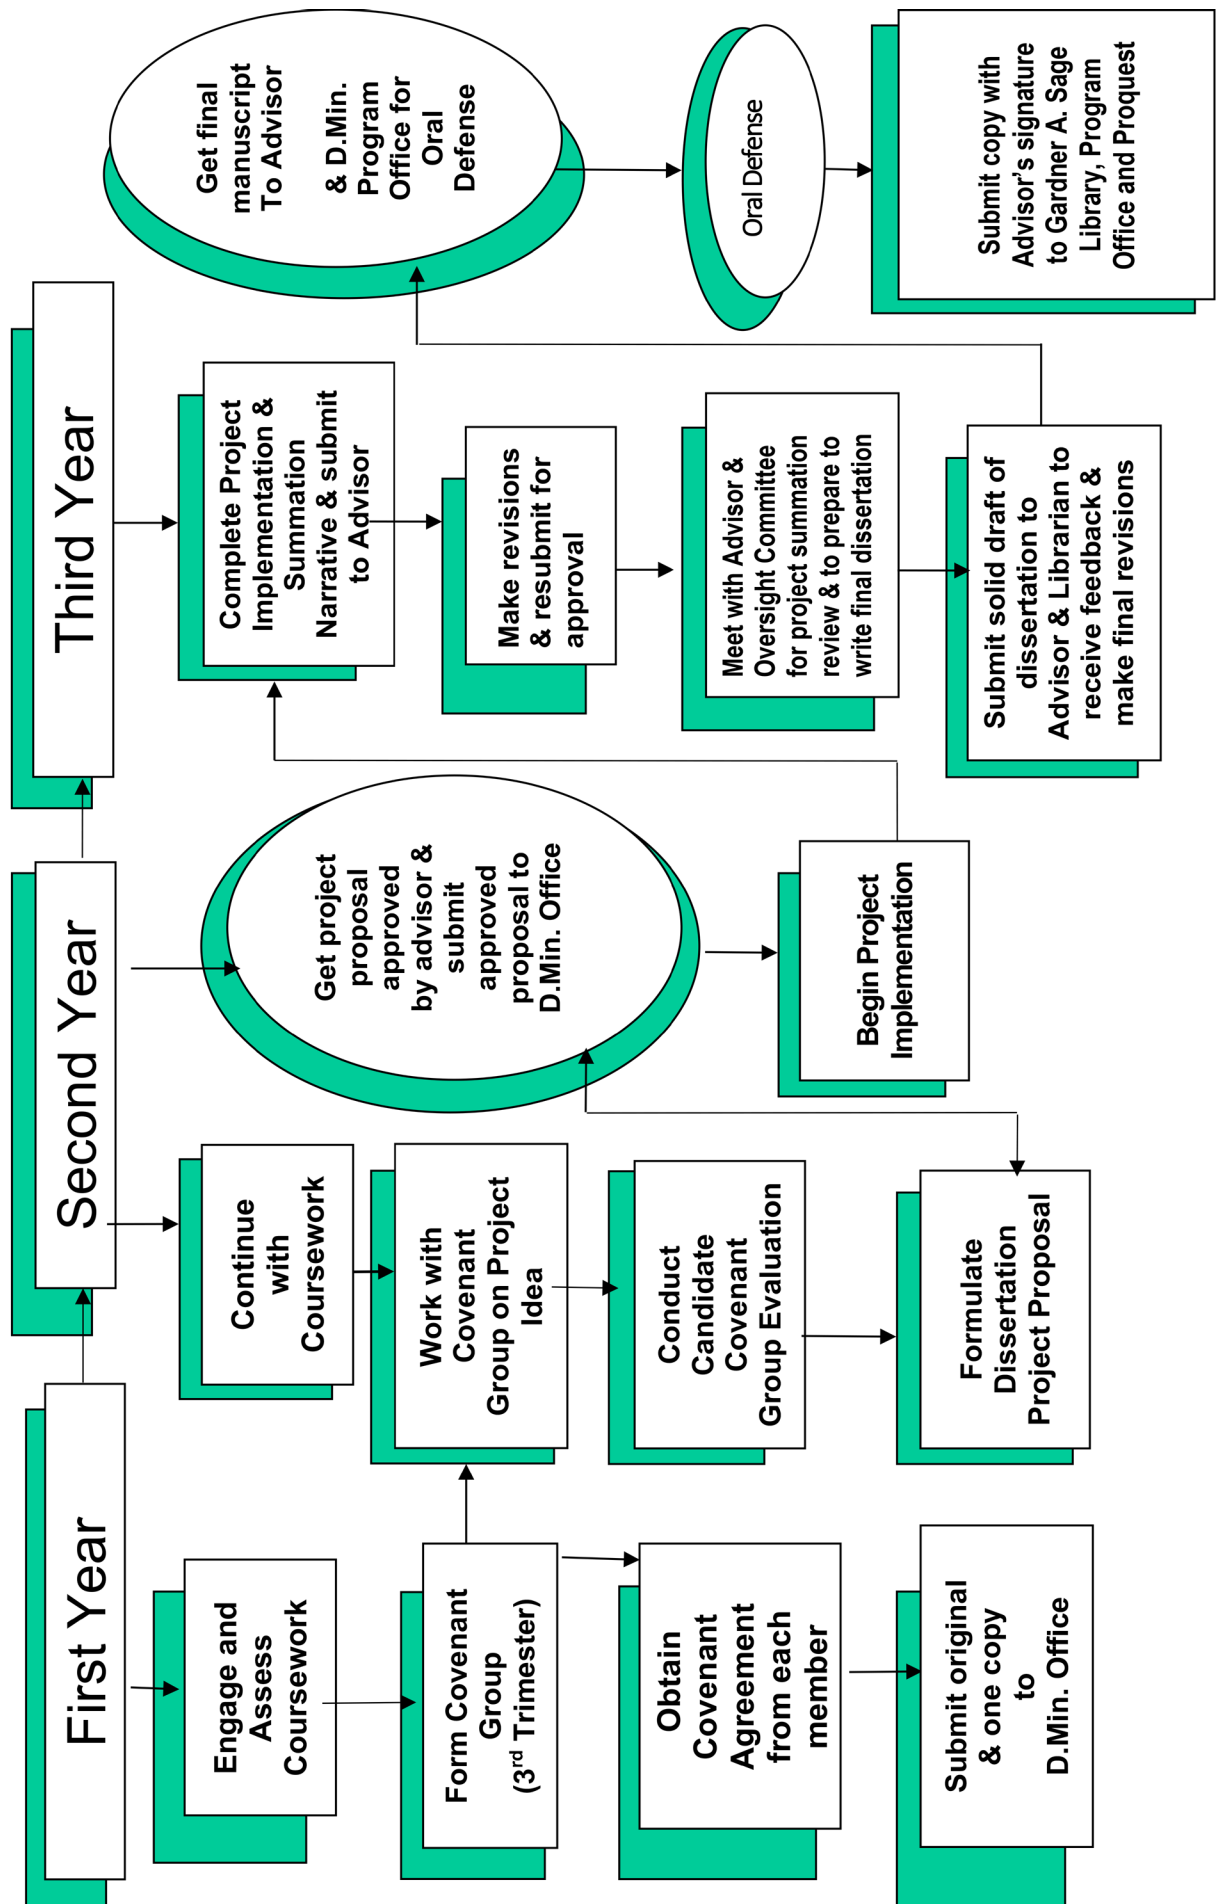 First Year
Engage and
Assess
Coursework
Form Covenant
Group
(3rd Trimester)
Obtain
Covenant
Agreement
from each
member
Submit original
& one copy
to
D.Min. Office
Second Year
Continue
with
Coursework
Work with
Covenant
Group on Project
Idea
Conduct
Candidate
Covenant
Group Evaluation
Formulate
Dissertation
Project Proposal
Get project
proposal
approved
by advisor &
submit
approved
proposal to
D.Min. Office
Begin Project
Implementation
Third Year
Complete Project
Implementation &
Summation
Narrative & submit
to Advisor
Make revisions
& resubmit for
approval
Meet with Advisor &
Oversight Committee
for project summation
review & to prepare to
write final dissertation
Submit solid draft of
dissertation to
Advisor & Librarian to
receive feedback &
make final revisions
Get final
manuscript
To Advisor
& D.Min.
Program
Office for
Oral
Defense
Oral Defense
Submit copy with
Advisor's signature
to Gardner A. Sage
Library, Program
Office and Proquest